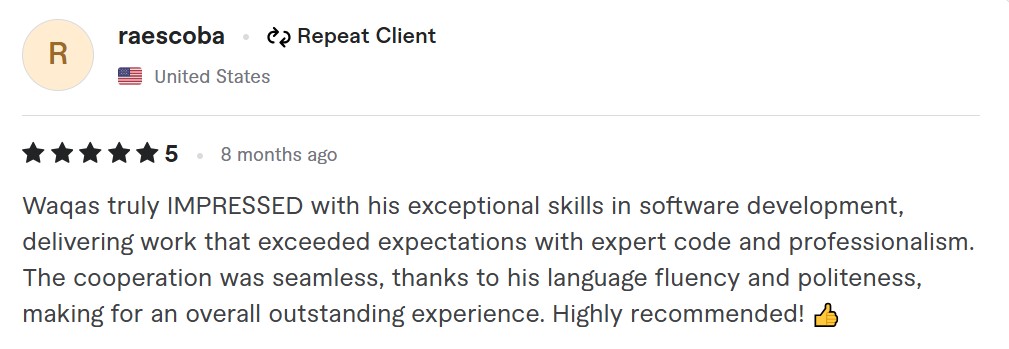 R
raescoba • Repeat Client
United States
★★★★★ 5 • 8 months ago
Waqas truly IMPRESSED with his exceptional skills in software development,
delivering work that exceeded expectations with expert code and professionalism.
The cooperation was seamless, thanks to his language fluency and politeness,
making for an overall outstanding experience. Highly recommended! 👍